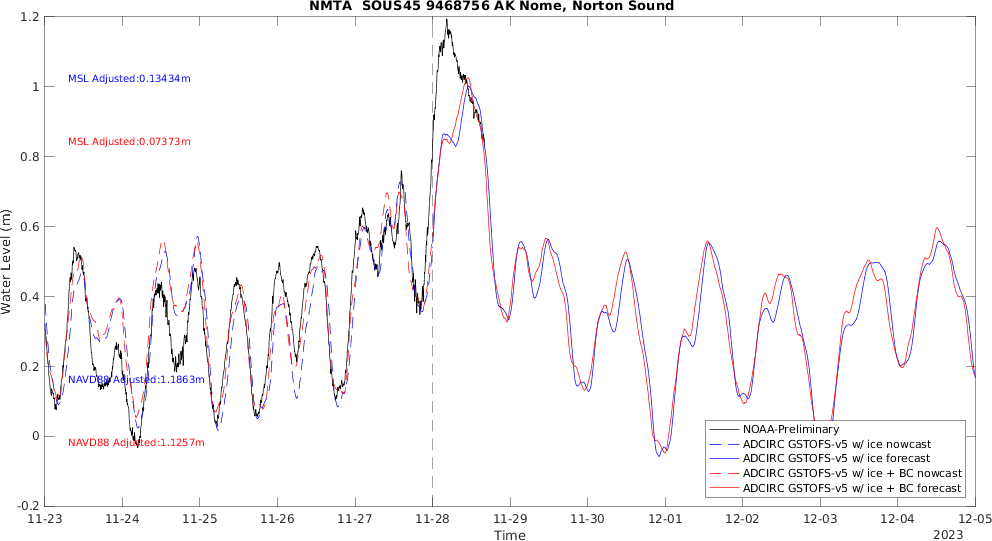 NMTA SOUS45 9468756 AK Nome, Norton Sound
1.2
1
0.8
0.6
0.4
0.2
0
-0.2
Water Level (m)
MSL Adjusted:0.13434m
MSL Adjusted:0.07373m
NAVD88 Adjusted:1.1863m
NAVD88 Adjusted:1.1257m
NOAA-Preliminary
ADCIRC GSTOFS-v5 w/ ice nowcast
ADCIRC GSTOFS-v5 w/ ice forecast
ADCIRC GSTOFS-v5 w/ ice + BC nowcast
ADCIRC GSTOFS-v5 w/ ice + BC forecast
11-23 11-24 11-25 11-26 11-27 11-28 11-29 11-30 12-01 12-02 12-03 12-04 12-05
Time
2023